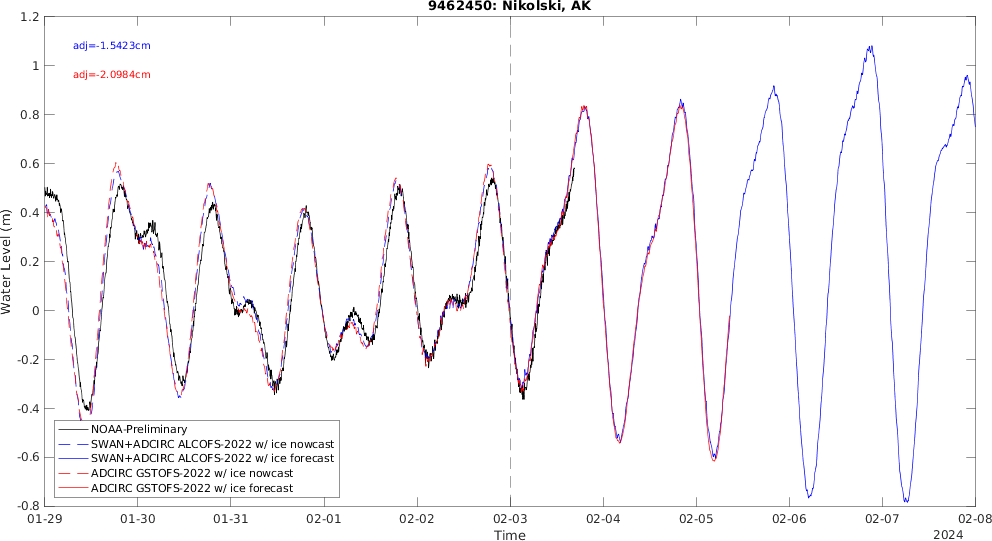 9462450: Nikolski, AK
adj=-1.5423cm
adj=-2.0984cm
Water Level (m)
1.2
1
0.8
0.6
0.4
0.2
0
-0.2
-0.4
-0.6
-0.8
NOAA-Preliminary
SWAN+ADCIRC ALCOFS-2022 w/ ice nowcast
SWAN+ADCIRC ALCOFS-2022 w/ ice forecast
ADCIRC GSTOFS-2022 w/ ice nowcast
ADCIRC GSTOFS-2022 w/ ice forecast
01-29 01-30 01-31 02-01 02-02 02-03 02-04 02-05 02-06 02-07 02-08
Time
2024